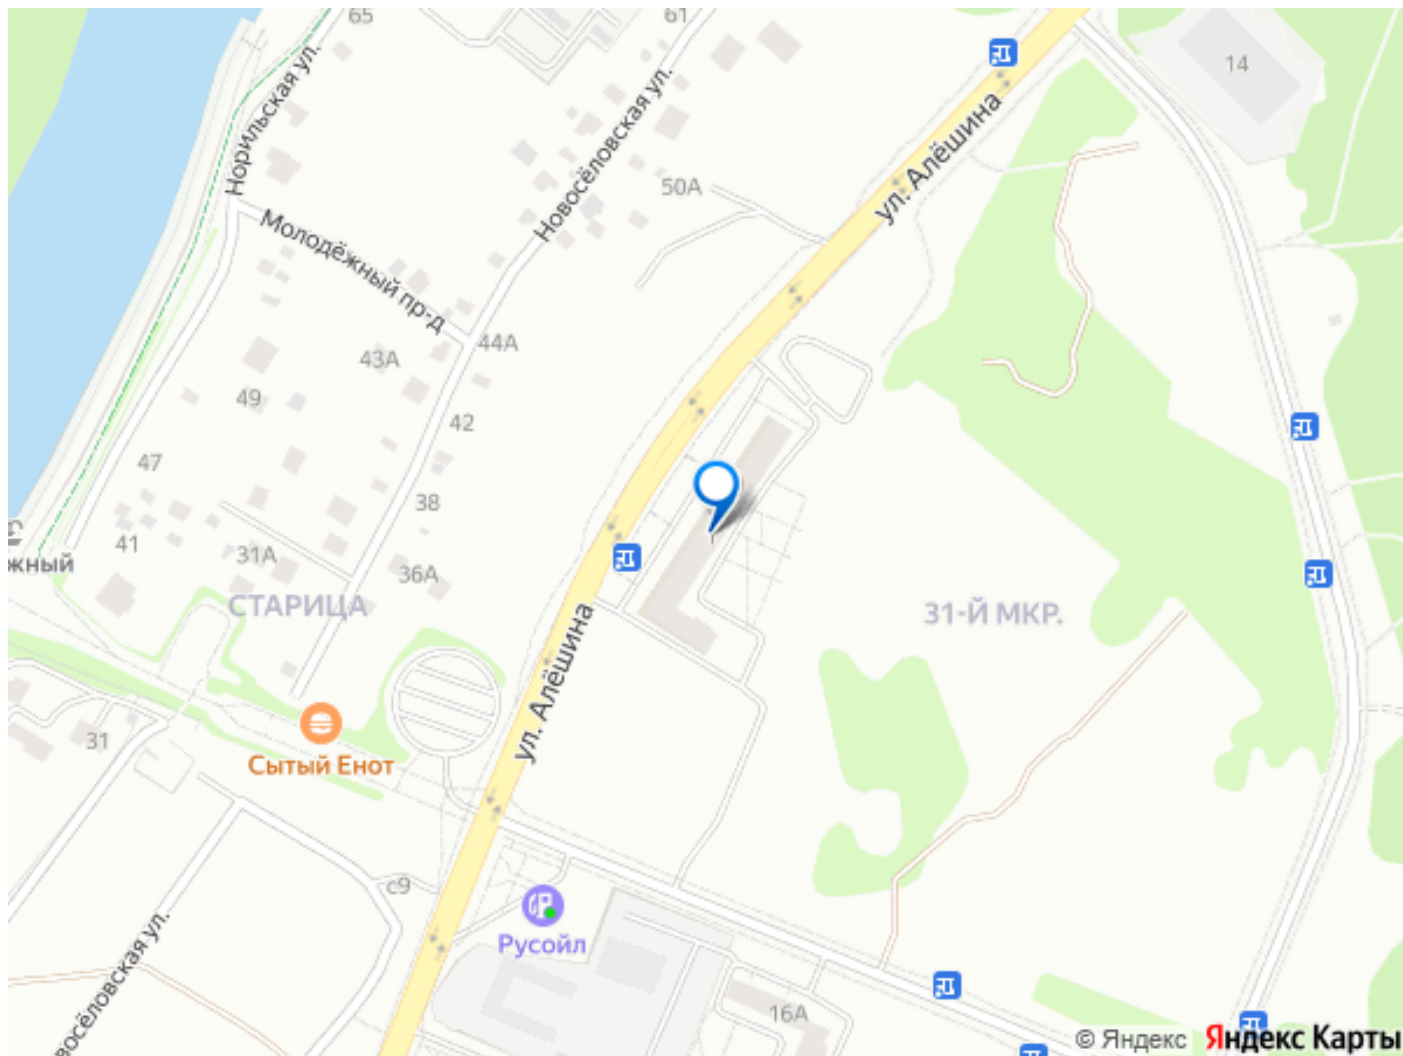 65
61
14
Норильская ул.
Новосёловская ул.
ул. Алёшина
50А
Молодёжный пр-д
44А
43А
49
42
47
38
41
31А
36А
жный
СТАРИЦА
31-Й МКР.
ул. Алёшина
31
Сытый Енот
с9
Русойл
восёловская ул.
16А
© Яндекс Яндекс Карты